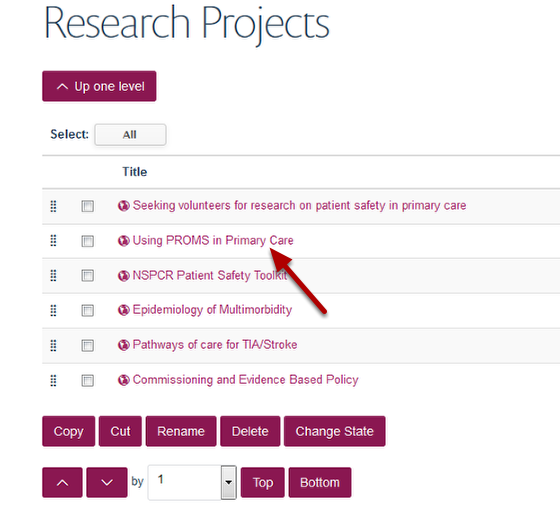 Research Projects
Up one level
Select: All
Title
Seeking volunteers for research on patient safety in primary care
Using PROMS in Primary Care
NSPCR Patient Safety Toolkit
Epidemiology of Multimorbidity
Pathways of care for TIA/Stroke
Commissioning and Evidence Based Policy
Copy Cut Rename Delete Change State
by 1 Top Bottom